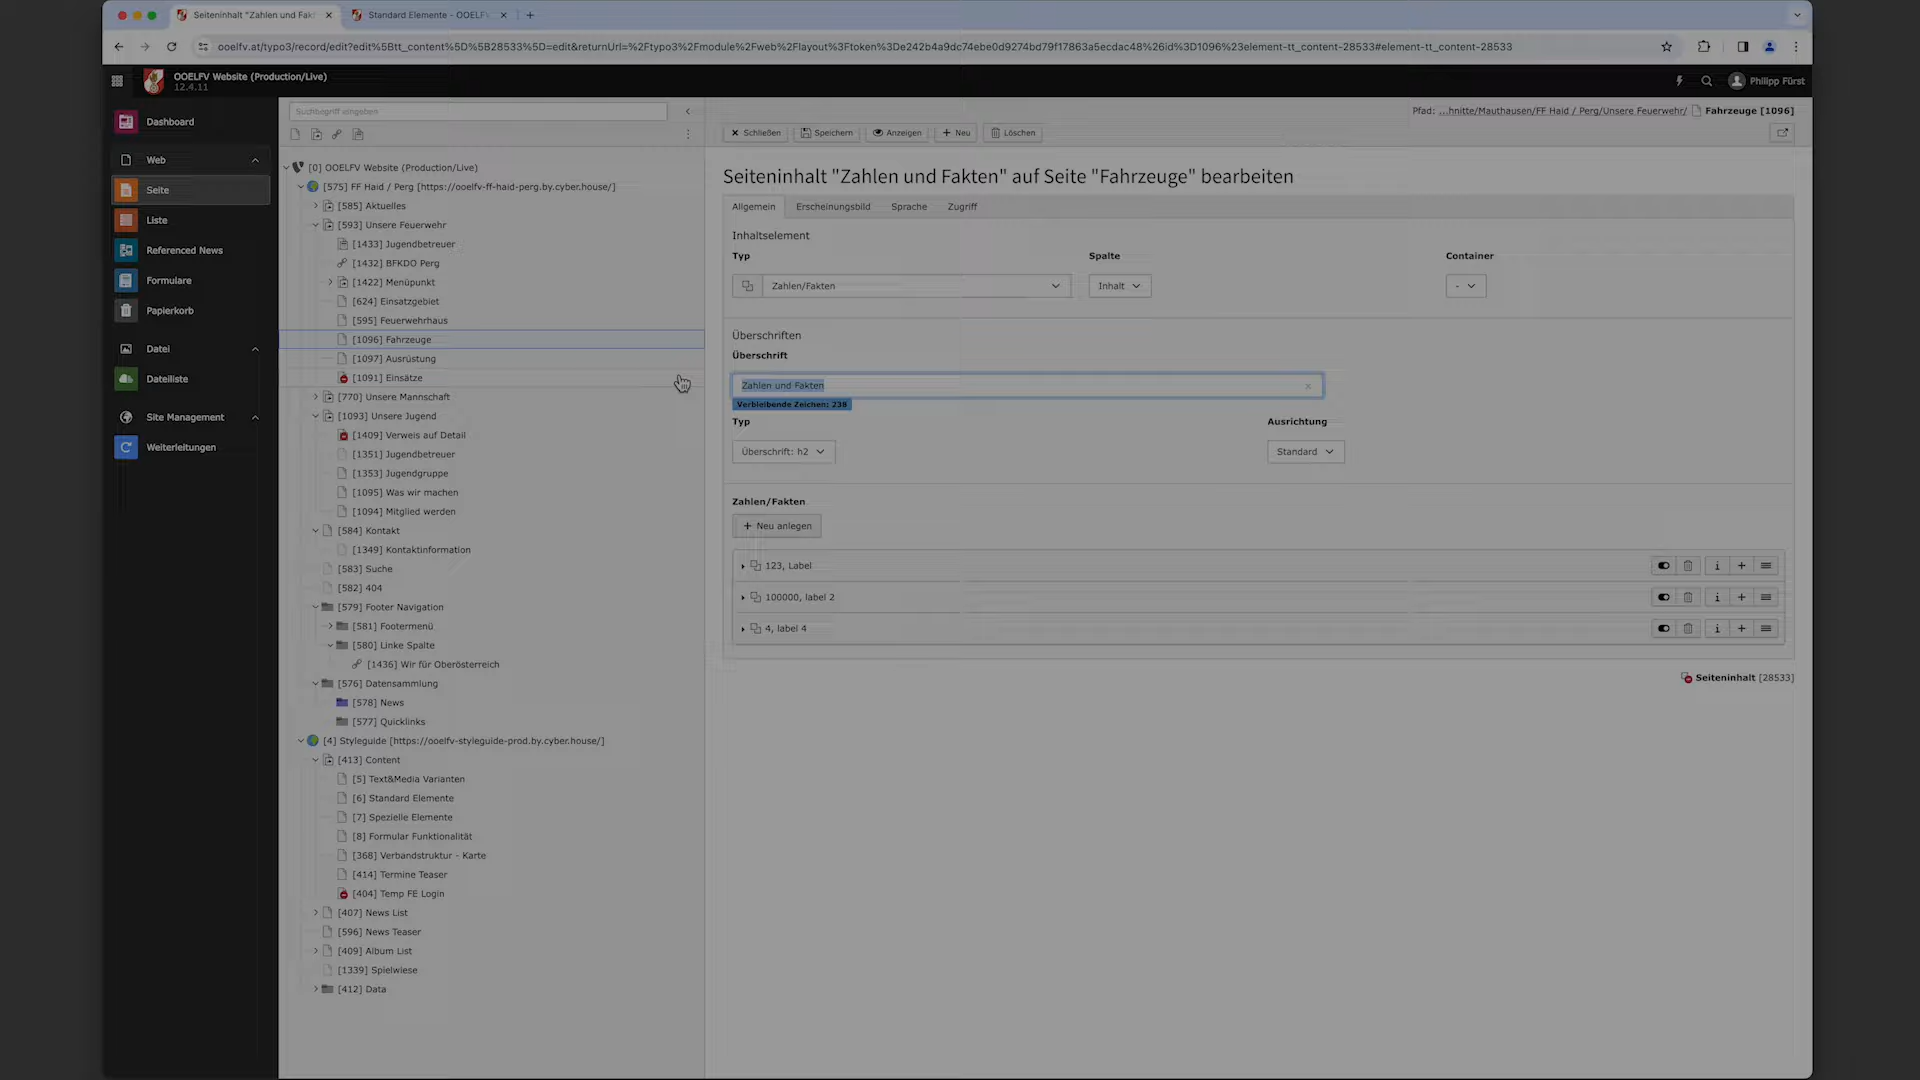 Seiteninhalt "Zahlen und Fak
Standard Elemente - OOELFV
ooelfv.at/typo3/record/edit?edit%5Btt_content%5D%5B28533%5D=edit&returnUrl=%2Ftypo3%2Fmodule%2Fweb%2Flayout%3Ftoken%3De242b4a9dc74ebe0d9274bd79f17863a5ecdac48%26id%3D1096%23element-tt_content-28533#element-tt_content-28533
OOELFV Website (Production/Live)
12.4.11
Philipp Fürst
Dashboard
Web
Seite
Liste
Referenced News
Formulare
Papierkorb
Datei
Dateiliste
Site Management
Weiterleitungen
Suchbegriff eingeben
[0] OOELFV Website (Production/Live)
[575] FF Haid / Perg [https://ooelfv-ff-haid-perg.by.cyber.house/]
[585] Aktuelles
[593] Unsere Feuerwehr
[1433] Jugendbetreuer
[1432] BFKDO Perg
[1422] Menüpunkt
[624] Einsatzgebiet
[595] Feuerwehrhaus
[1096] Fahrzeuge
[1097] Ausrüstung
[1091] Einsätze
[770] Unsere Mannschaft
[1093] Unsere Jugend
[1409] Verweis auf Detail
[1351] Jugendbetreuer
[1353] Jugendgruppe
[1095] Was wir machen
[1094] Mitglied werden
[584] Kontakt
[1349] Kontaktinformation
[583] Suche
[582] 404
[579] Footer Navigation
[581] Footermenü
[580] Linke Spalte
[1436] Wir für Oberösterreich
[576] Datensammlung
[578] News
[577] Quicklinks
[4] Styleguide [https://ooelfv-styleguide-prod.by.cyber.house/]
[413] Content
[5] Text&Media Varianten
[6] Standard Elemente
[7] Spezielle Elemente
[8] Formular Funktionalität
[368] Verbandstruktur - Karte
[414] Termine Teaser
[404] Temp FE Login
[407] News List
[596] News Teaser
[409] Album List
[1339] Spielwiese
[412] Data
Pfad: ...hnitte/Mauthausen/FF Haid / Perg/Unsere Feuerwehr/ Fahrzeuge [1096]
Schließen Speichern Anzeigen Neu Löschen
Seiteninhalt "Zahlen und Fakten" auf Seite "Fahrzeuge" bearbeiten
Allgemein Erscheinungsbild Sprache Zugriff
Inhaltselement
Typ Spalte Container
Zahlen/Fakten Inhalt -
Überschriften
Überschrift
Zahlen und Fakten
Verbleibende Zeichen: 238
Typ Ausrichtung
Überschrift: h2 Standard
Zahlen/Fakten
Neu anlegen
123, Label
100000, label 2
4, label 4
Seiteninhalt [28533]